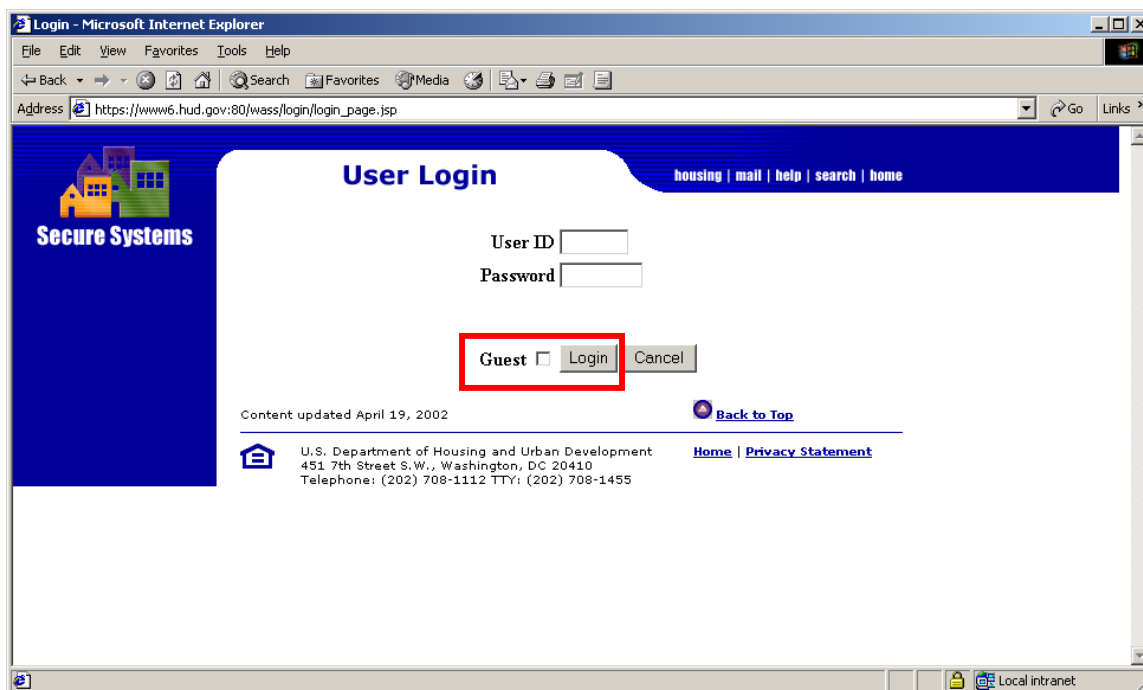 Login - Microsoft Internet Explorer
File Edit View Favorites Tools Help
Back Search Favorites Media
Address https://www6.hud.gov:80/wass/login/login_page.jsp Go Links
User Login
housing | mail | help | search | home
Secure Systems
User ID
Password
Guest Login Cancel
Content updated April 19, 2002 Back to Top
U.S. Department of Housing and Urban Development Home | Privacy Statement
451 7th Street S.W., Washington, DC 20410
Telephone: (202) 708-1112 TTY: (202) 708-1455
Local intranet